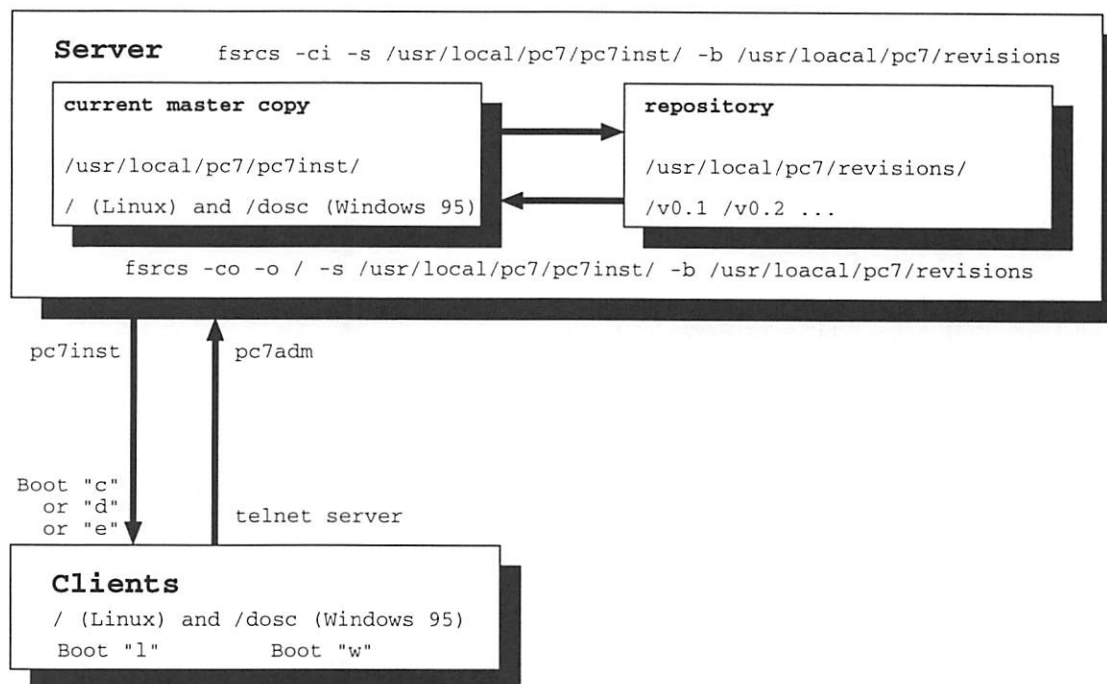 Server fsrcs -ci -s /usr/local/pc7/pc7inst/ -b /usr/loacal/pc7/revisions
current master copy
/usr/local/pc7/pc7inst/
/ (Linux) and /dosc (Windows 95)
repository
/usr/local/pc7/revisions/
/v0.1 /v0.2 ...
fsrcs -co -o / -s /usr/local/pc7/pc7inst/ -b /usr/loacal/pc7/revisions
pc7inst
pc7adm
Boot "c"
or "d"
or "e"
telnet server
Clients
/ (Linux) and /dosc (Windows 95)
Boot "l" Boot "w"